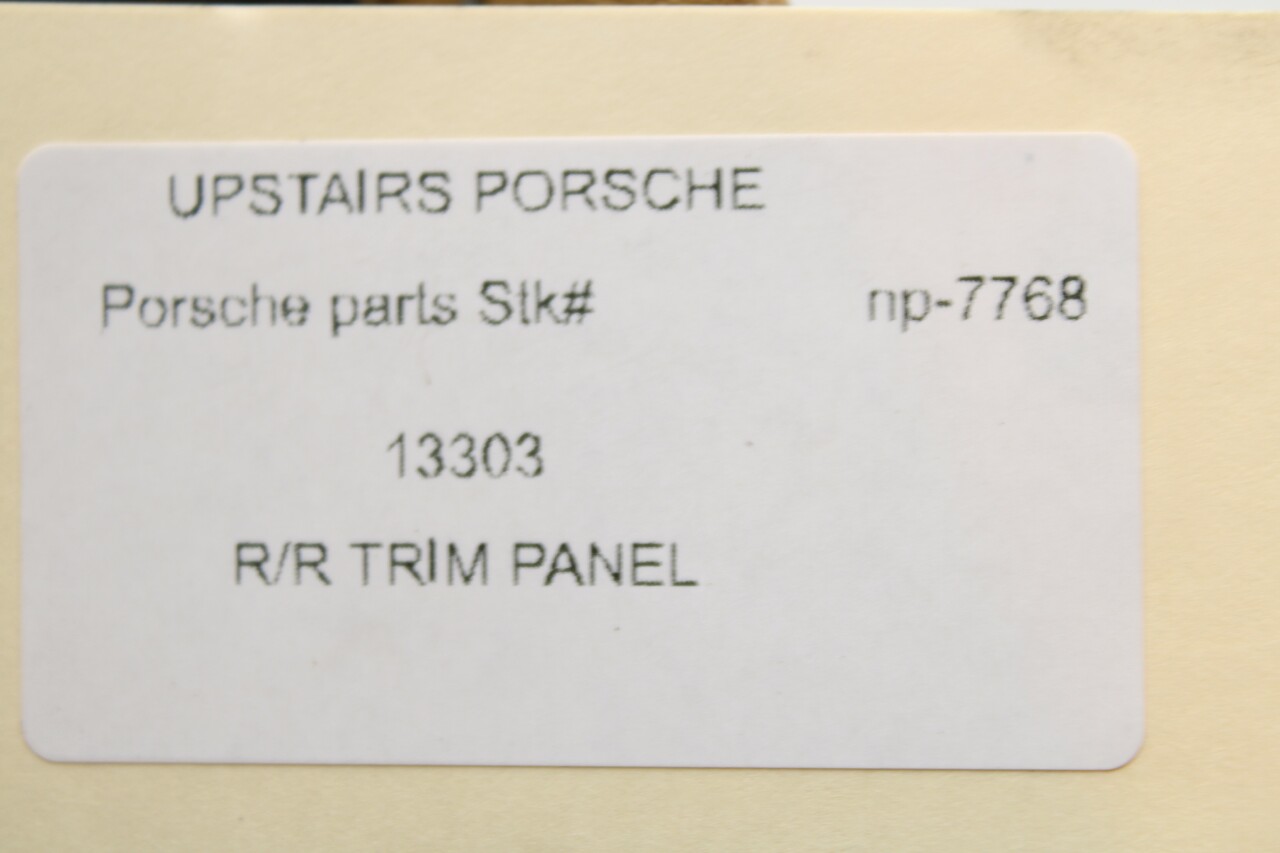 UPSTAIRS PORSCHE
Porsche parts Stk# np-7768
13303
R/R TRIM PANEL